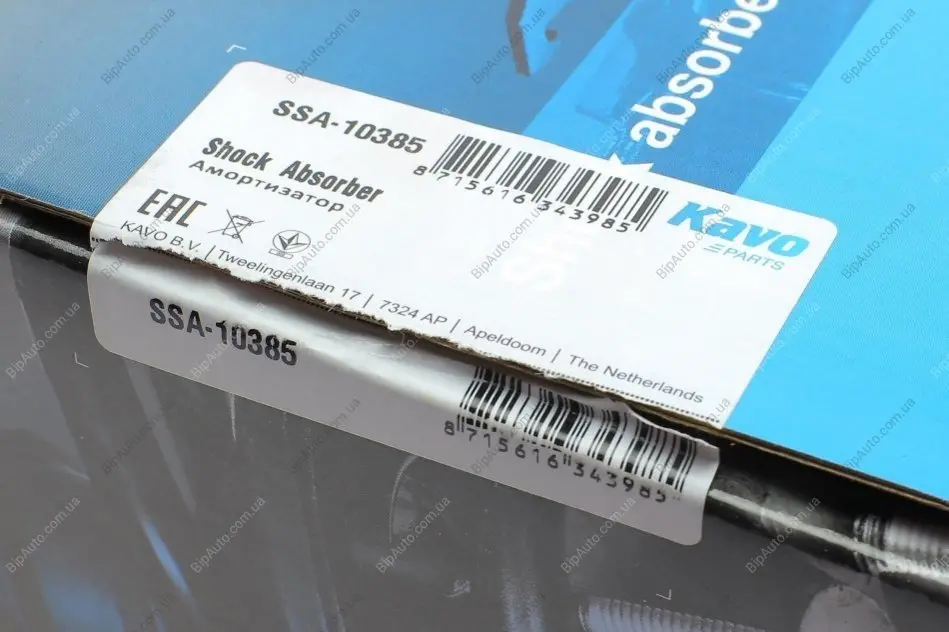 absorbe
SSA-10385
8 715616 343985
Shock Absorber
Амортизатор
EAC
Kavo
PARTS
KAVO B.V. | Tweelingenlaan 17 | 7324 AP | Apeldoorn | The Netherlands
SSA-10385
8 715616 343985
BipAuto.com.ua